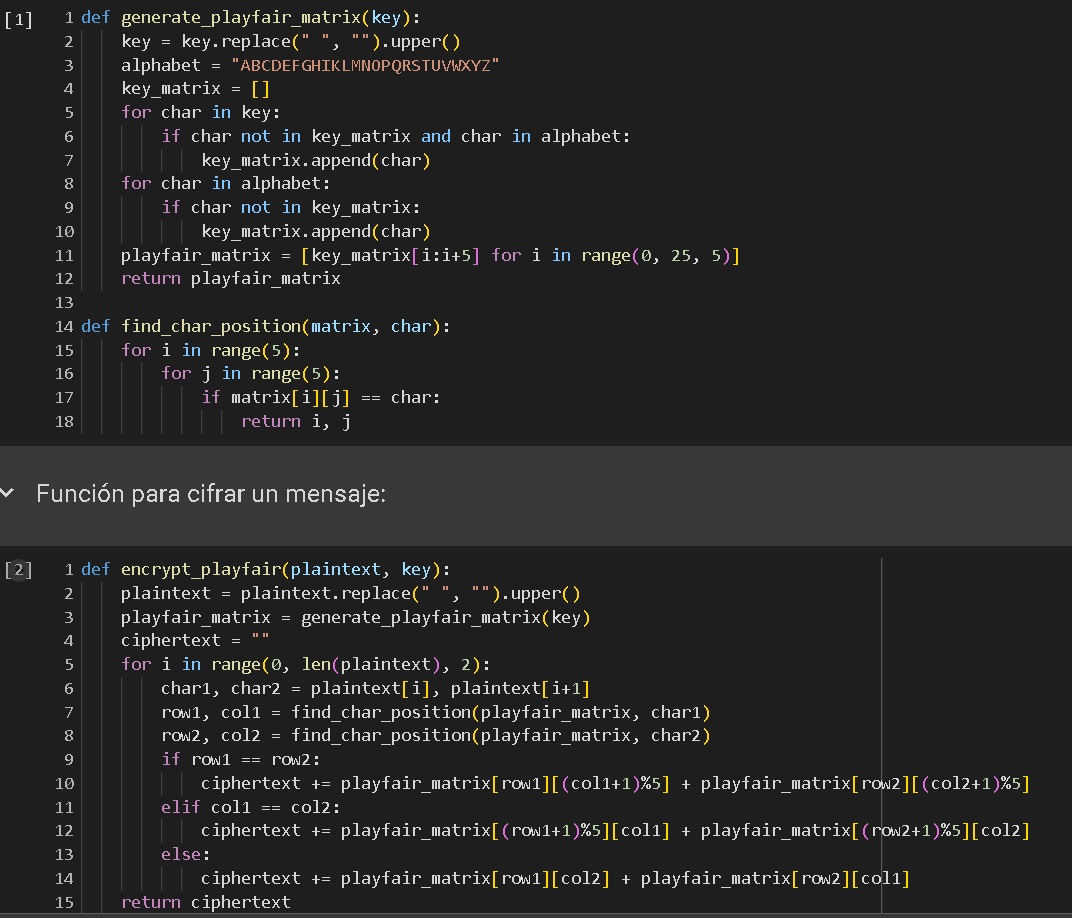 [1] 1 def generate_playfair_matrix(key):
2     key = key.replace(" ", "").upper()
3     alphabet = "ABCDEFGHIKLMNOPQRSTUVWXYZ"
4     key_matrix = []
5     for char in key:
6         if char not in key_matrix and char in alphabet:
7             key_matrix.append(char)
8     for char in alphabet:
9         if char not in key_matrix:
10             key_matrix.append(char)
11     playfair_matrix = [key_matrix[i:i+5] for i in range(0, 25, 5)]
12     return playfair_matrix
13
14 def find_char_position(matrix, char):
15     for i in range(5):
16         for j in range(5):
17             if matrix[i][j] == char:
18                 return i, j
Función para cifrar un mensaje:
[2] 1 def encrypt_playfair(plaintext, key):
2     plaintext = plaintext.replace(" ", "").upper()
3     playfair_matrix = generate_playfair_matrix(key)
4     ciphertext = ""
5     for i in range(0, len(plaintext), 2):
6         char1, char2 = plaintext[i], plaintext[i+1]
7         row1, col1 = find_char_position(playfair_matrix, char1)
8         row2, col2 = find_char_position(playfair_matrix, char2)
9         if row1 == row2:
10             ciphertext += playfair_matrix[row1][(col1+1)%5] + playfair_matrix[row2][(col2+1)%5]
11         elif col1 == col2:
12             ciphertext += playfair_matrix[(row1+1)%5][col1] + playfair_matrix[(row2+1)%5][col2]
13         else:
14             ciphertext += playfair_matrix[row1][col2] + playfair_matrix[row2][col1]
15     return ciphertext